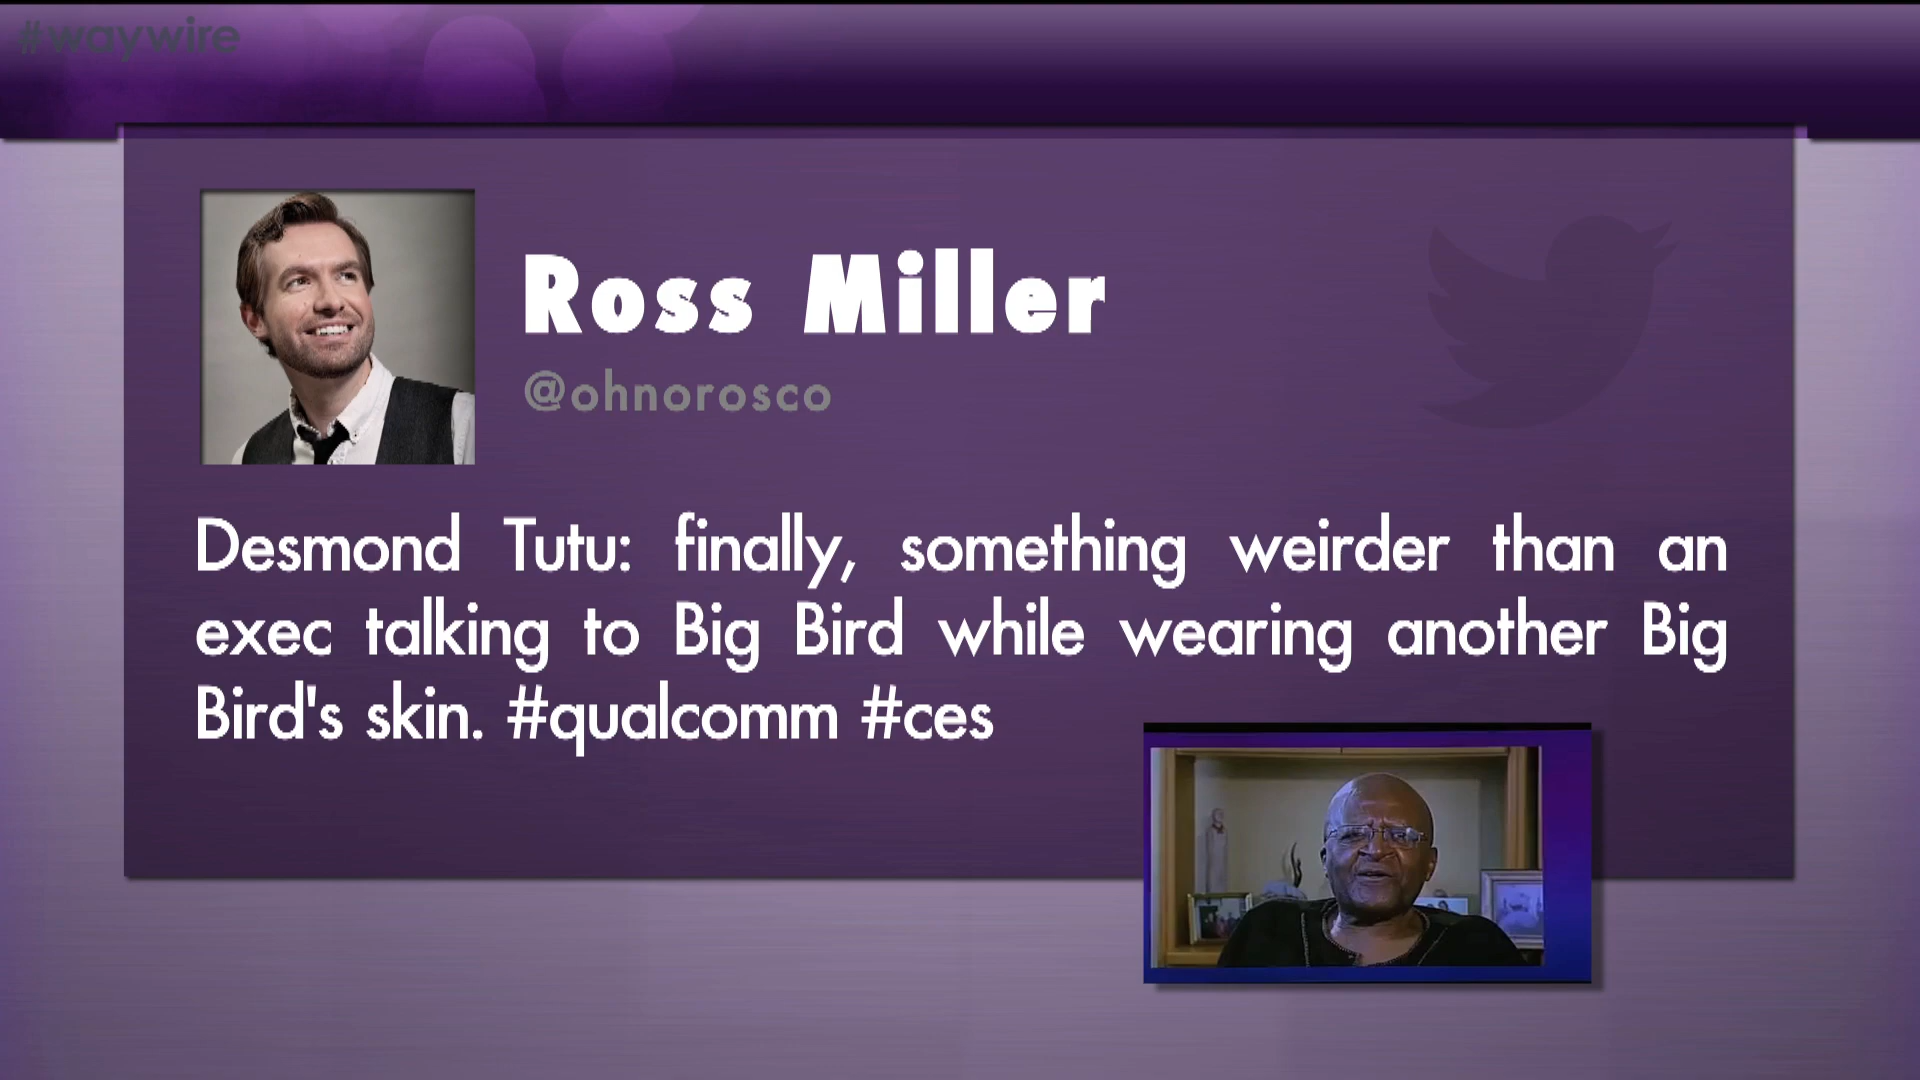 #waywire
Ross Miller
@ohnorosco
Desmond Tutu: finally, something weirder than an
exec talking to Big Bird while wearing another Big
Bird's skin. #qualcomm #ces